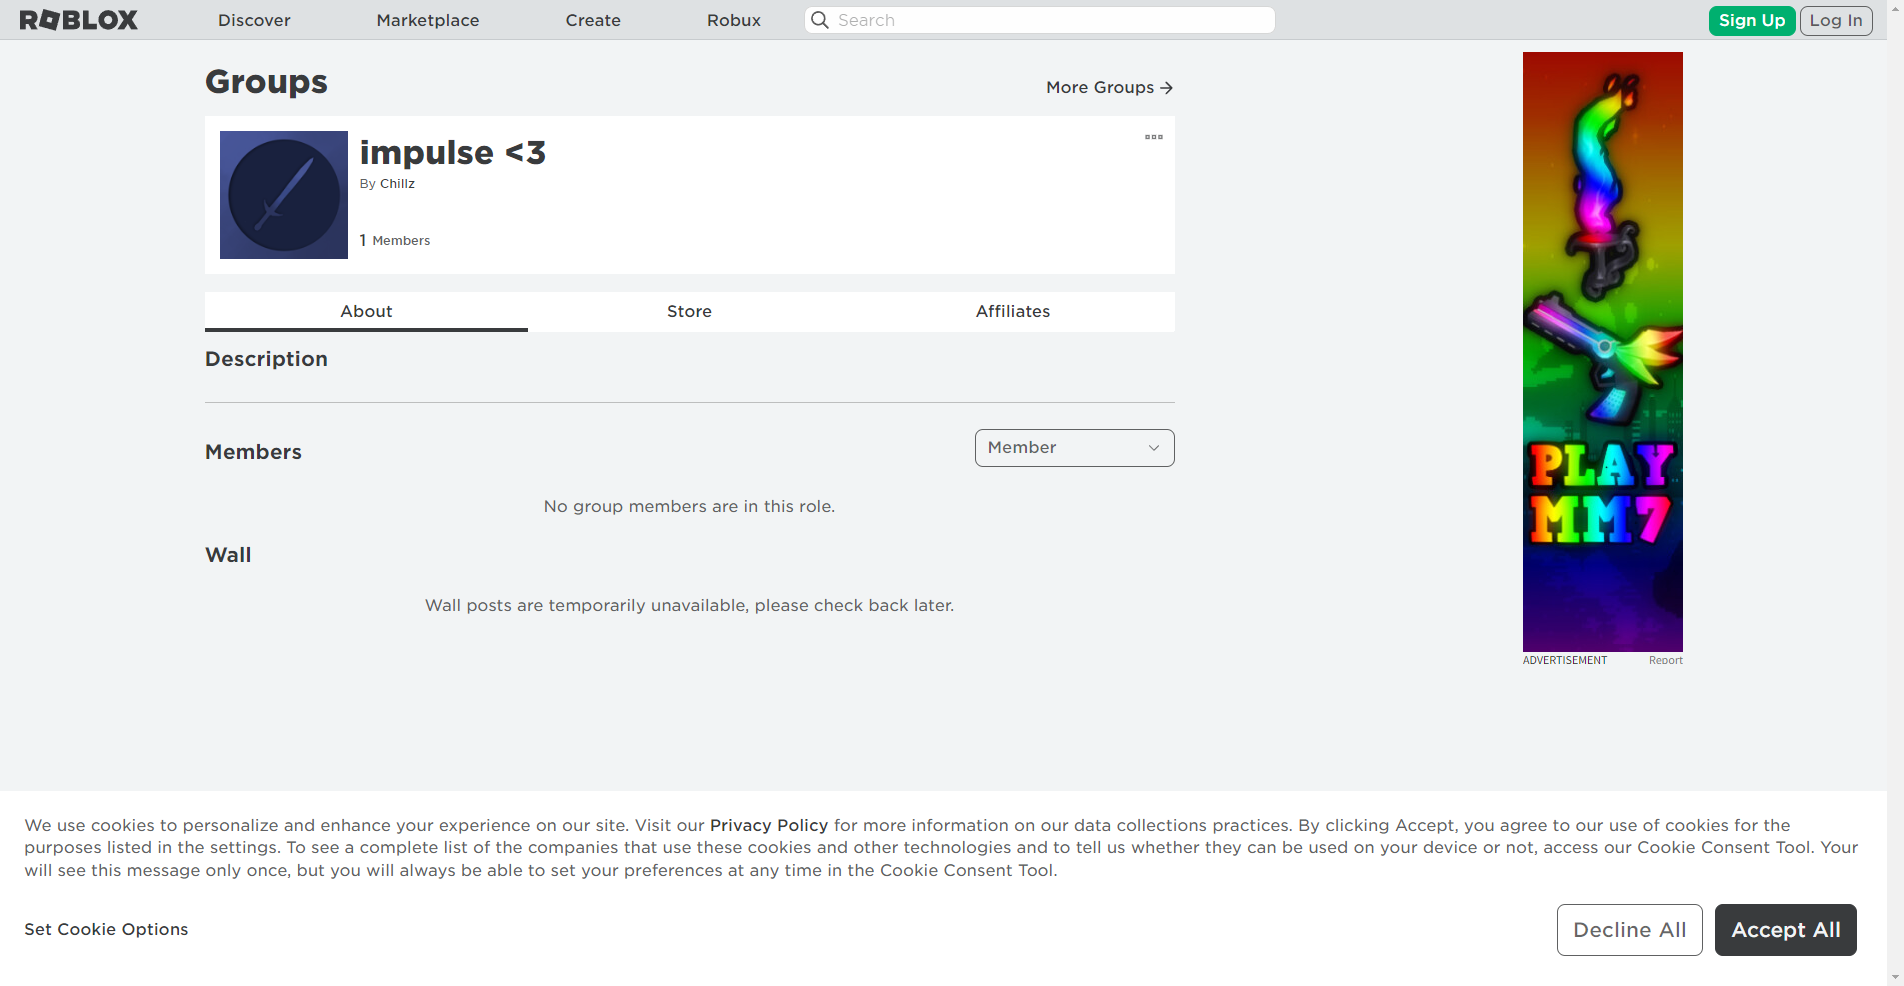 ROBLOX
Discover
Marketplace
Create
Robux
Search
Sign Up
Log In
Groups
More Groups →
impulse <3
By Chillz
1 Members
About
Store
Affiliates
Description
Members
Member
No group members are in this role.
Wall
Wall posts are temporarily unavailable, please check back later.
PLAY
MM7
ADVERTISEMENT
Report
We use cookies to personalize and enhance your experience on our site. Visit our Privacy Policy for more information on our data collections practices. By clicking Accept, you agree to our use of cookies for the
purposes listed in the settings. To see a complete list of the companies that use these cookies and other technologies and to tell us whether they can be used on your device or not, access our Cookie Consent Tool. Your
will see this message only once, but you will always be able to set your preferences at any time in the Cookie Consent Tool.
Set Cookie Options
Decline All
Accept All